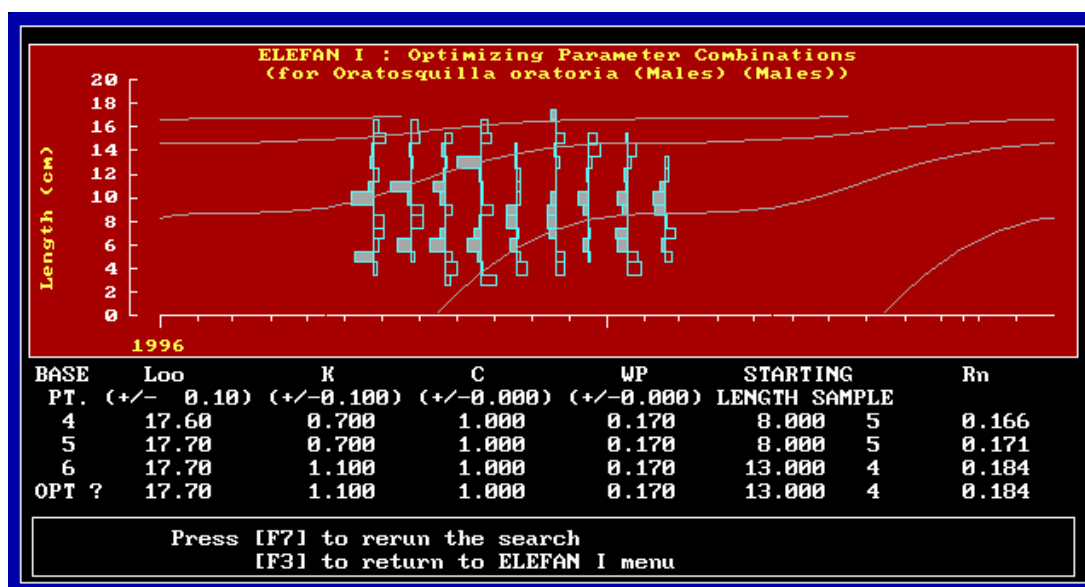 ELEFAN I : Optimizing Parameter Combinations
(for Oratosquilla oratoria (Males) (Males))
Length (cm)
20
18
16
14
12
10
8
6
4
2
0
1996
BASE Loo K C WP STARTING Rn
PT. (+/- 0.10) (+/-0.100) (+/-0.000) (+/-0.000) LENGTH SAMPLE
4 17.60 0.700 1.000 0.170 8.000 5 0.166
5 17.70 0.700 1.000 0.170 8.000 5 0.171
6 17.70 1.100 1.000 0.170 13.000 4 0.184
OPT ? 17.70 1.100 1.000 0.170 13.000 4 0.184
Press [F7] to rerun the search
[F3] to return to ELEFAN I menu